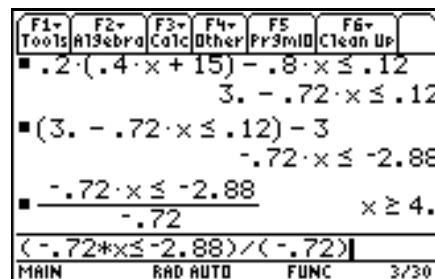 F1▾ F2▾ F3▾ F4▾ F5 F6▾
Tools Algebra Calc Other PrgmIO Clean Up
▪ .2·(.4·x + 15) − .8·x ≤ .12
3. − .72·x ≤ .12
▪ (3. − .72·x ≤ .12) − 3
-.72·x ≤ -2.88
▪ -.72·x ≤ -2.88
-.72
x ≥ 4.
(-.72*x≤-2.88)/(-.72)
MAIN RAD AUTO FUNC 3/30